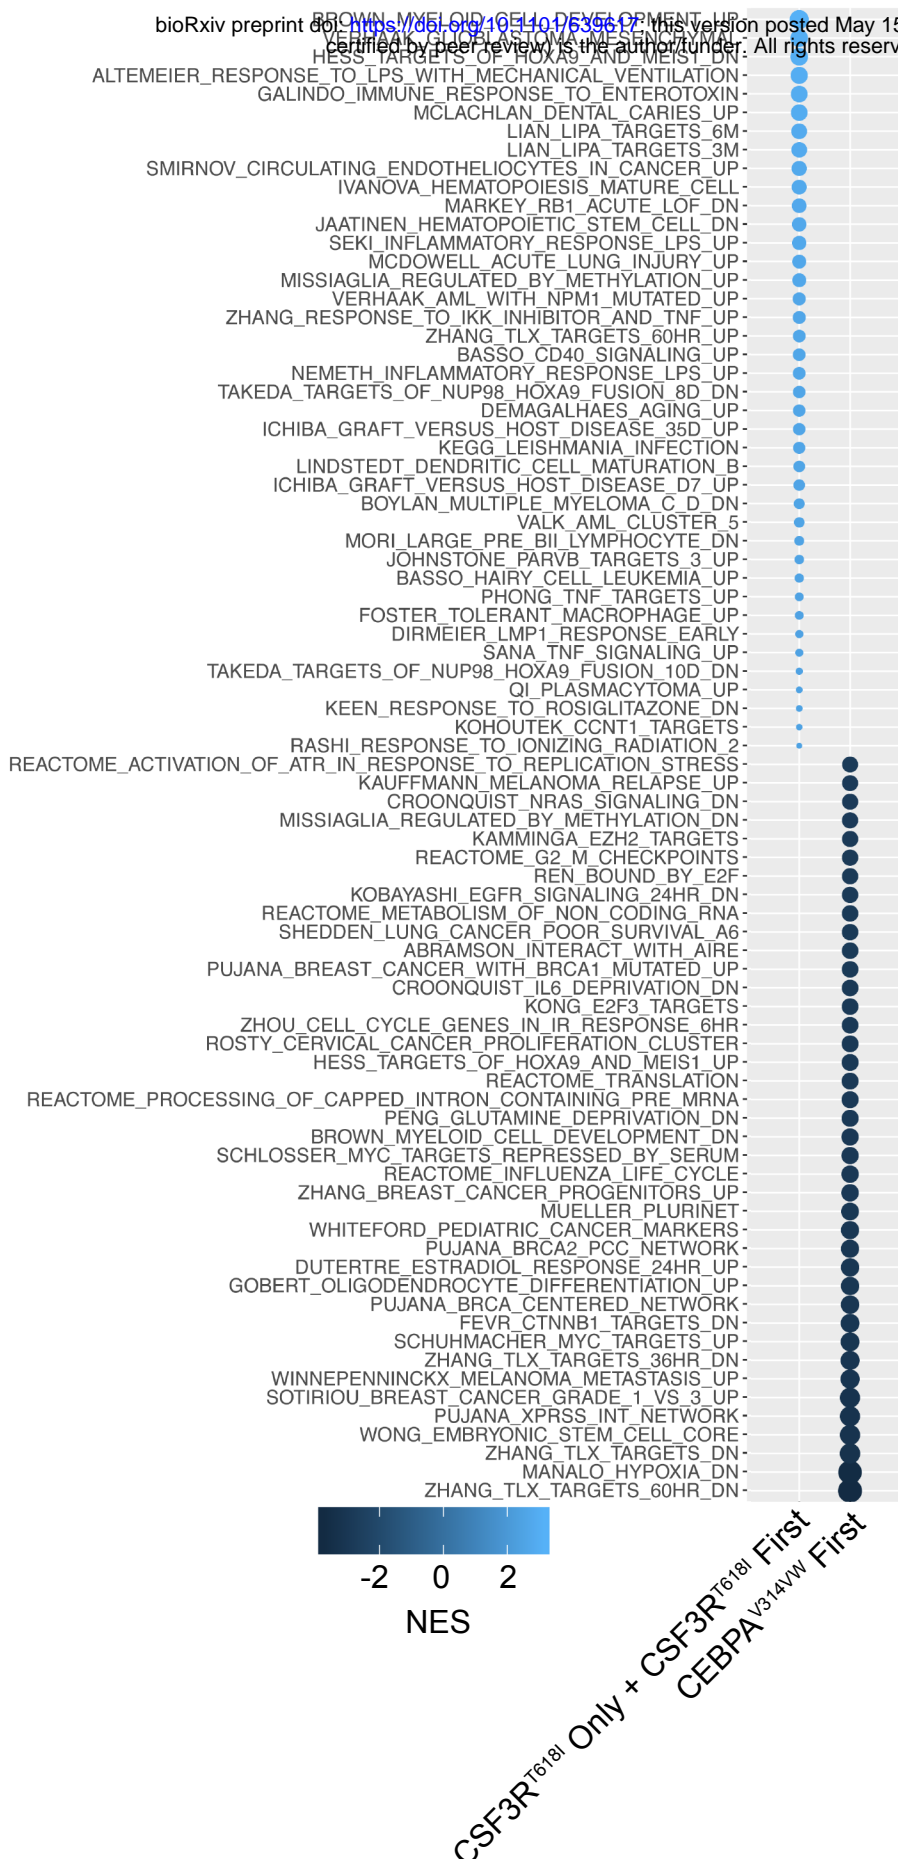 bioRxiv preprint doi: https://doi.org/10.1101/639617; this version posted May 15
certified by peer review) is the author/funder. All rights reserv
BROWN_MYELOID_CELL_DEVELOPMENT_UP
VERHAAK_GLIOBLASTOMA_MESENCHYMAL
HESS_TARGETS_OF_HOXA9_AND_MEIS1_DN
ALTEMEIER_RESPONSE_TO_LPS_WITH_MECHANICAL_VENTILATION
GALINDO_IMMUNE_RESPONSE_TO_ENTEROTOXIN
MCLACHLAN_DENTAL_CARIES_UP
LIAN_LIPA_TARGETS_6M
LIAN_LIPA_TARGETS_3M
SMIRNOV_CIRCULATING_ENDOTHELIOCYTES_IN_CANCER_UP
IVANOVA_HEMATOPOIESIS_MATURE_CELL
MARKEY_RB1_ACUTE_LOF_DN
JAATINEN_HEMATOPOIETIC_STEM_CELL_DN
SEKI_INFLAMMATORY_RESPONSE_LPS_UP
MCDOWELL_ACUTE_LUNG_INJURY_UP
MISSIAGLIA_REGULATED_BY_METHYLATION_UP
VERHAAK_AML_WITH_NPM1_MUTATED_UP
ZHANG_RESPONSE_TO_IKK_INHIBITOR_AND_TNF_UP
ZHANG_TLX_TARGETS_60HR_UP
BASSO_CD40_SIGNALING_UP
NEMETH_INFLAMMATORY_RESPONSE_LPS_UP
TAKEDA_TARGETS_OF_NUP98_HOXA9_FUSION_8D_DN
DEMAGALHAES_AGING_UP
ICHIBA_GRAFT_VERSUS_HOST_DISEASE_35D_UP
KEGG_LEISHMANIA_INFECTION
LINDSTEDT_DENDRITIC_CELL_MATURATION_B
ICHIBA_GRAFT_VERSUS_HOST_DISEASE_D7_UP
BOYLAN_MULTIPLE_MYELOMA_C_D_DN
VALK_AML_CLUSTER_5
MORI_LARGE_PRE_BII_LYMPHOCYTE_DN
JOHNSTONE_PARVB_TARGETS_3_UP
BASSO_HAIRY_CELL_LEUKEMIA_UP
PHONG_TNF_TARGETS_UP
FOSTER_TOLERANT_MACROPHAGE_UP
DIRMEIER_LMP1_RESPONSE_EARLY
SANA_TNF_SIGNALING_UP
TAKEDA_TARGETS_OF_NUP98_HOXA9_FUSION_10D_DN
QI_PLASMACYTOMA_UP
KEEN_RESPONSE_TO_ROSIGLITAZONE_DN
KOHOUTEK_CCNT1_TARGETS
RASHI_RESPONSE_TO_IONIZING_RADIATION_2
REACTOME_ACTIVATION_OF_ATR_IN_RESPONSE_TO_REPLICATION_STRESS
KAUFFMANN_MELANOMA_RELAPSE_UP
CROONQUIST_NRAS_SIGNALING_DN
MISSIAGLIA_REGULATED_BY_METHYLATION_DN
KAMMINGA_EZH2_TARGETS
REACTOME_G2_M_CHECKPOINTS
REN_BOUND_BY_E2F
KOBAYASHI_EGFR_SIGNALING_24HR_DN
REACTOME_METABOLISM_OF_NON_CODING_RNA
SHEDDEN_LUNG_CANCER_POOR_SURVIVAL_A6
ABRAMSON_INTERACT_WITH_AIRE
PUJANA_BREAST_CANCER_WITH_BRCA1_MUTATED_UP
CROONQUIST_IL6_DEPRIVATION_DN
KONG_E2F3_TARGETS
ZHOU_CELL_CYCLE_GENES_IN_IR_RESPONSE_6HR
ROSTY_CERVICAL_CANCER_PROLIFERATION_CLUSTER
HESS_TARGETS_OF_HOXA9_AND_MEIS1_UP
REACTOME_TRANSLATION
REACTOME_PROCESSING_OF_CAPPED_INTRON_CONTAINING_PRE_MRNA
PENG_GLUTAMINE_DEPRIVATION_DN
BROWN_MYELOID_CELL_DEVELOPMENT_DN
SCHLOSSER_MYC_TARGETS_REPRESSED_BY_SERUM
REACTOME_INFLUENZA_LIFE_CYCLE
ZHANG_BREAST_CANCER_PROGENITORS_UP
MUELLER_PLURINET
WHITEFORD_PEDIATRIC_CANCER_MARKERS
PUJANA_BRCA2_PCC_NETWORK
DUTERTRE_ESTRADIOL_RESPONSE_24HR_UP
GOBERT_OLIGODENDROCYTE_DIFFERENTIATION_UP
PUJANA_BRCA_CENTERED_NETWORK
FEVR_CTNNB1_TARGETS_DN
SCHUHMACHER_MYC_TARGETS_UP
ZHANG_TLX_TARGETS_36HR_DN
WINNEPENNINCKX_MELANOMA_METASTASIS_UP
SOTIRIOU_BREAST_CANCER_GRADE_1_VS_3_UP
PUJANA_XPRSS_INT_NETWORK
WONG_EMBRYONIC_STEM_CELL_CORE
ZHANG_TLX_TARGETS_DN
MANALO_HYPOXIA_DN
ZHANG_TLX_TARGETS_60HR_DN
-2 0 2
NES
CSF3R^T618I Only + CSF3R^T618I First
CEBPA^V314VW First